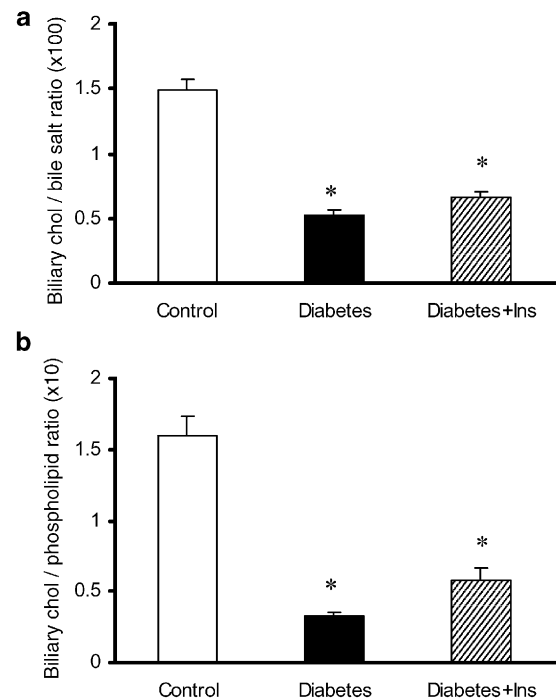 a
Biliary chol / bile salt ratio (x100)
2
1.5
1
0.5
0
*
*
Control Diabetes Diabetes+Ins
b
Biliary chol / phospholipid ratio (x10)
2
1.5
1
0.5
0
*
*
Control Diabetes Diabetes+Ins